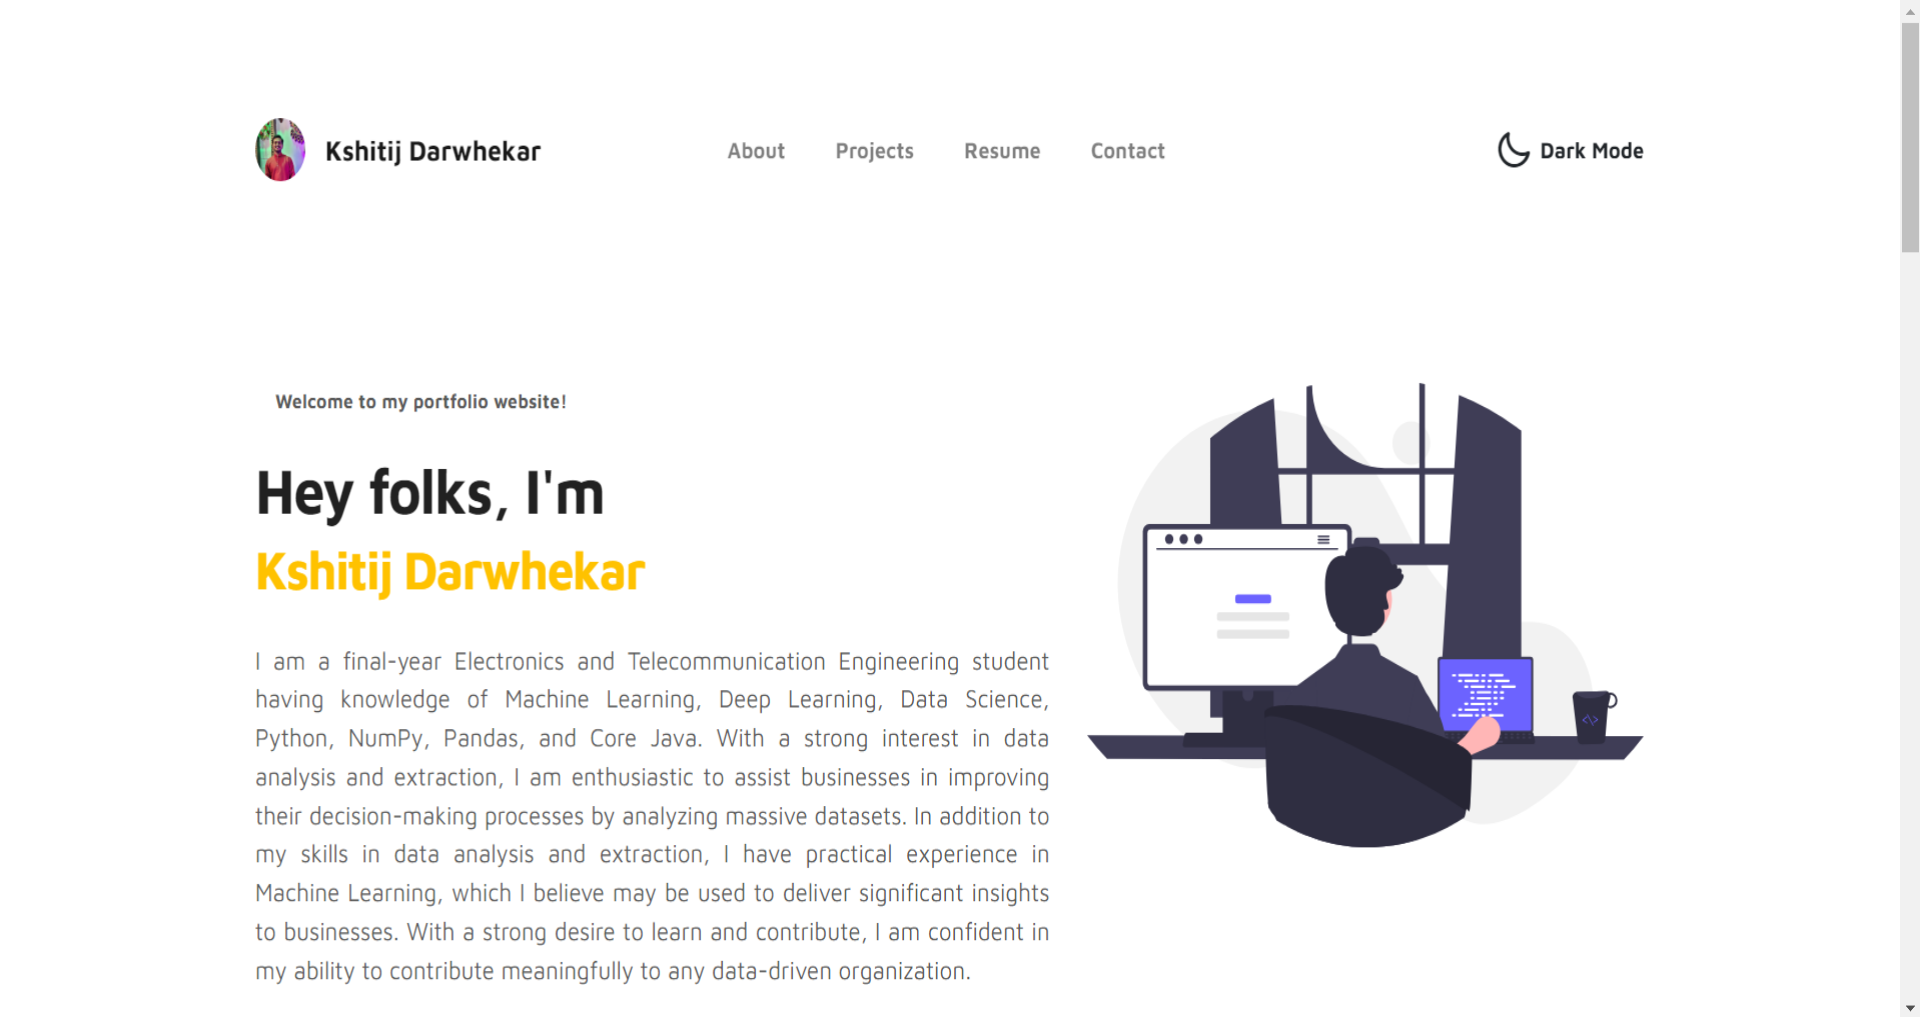 Kshitij Darwhekar
About
Projects
Resume
Contact
Dark Mode
Welcome to my portfolio website!
Hey folks, I'm
Kshitij Darwhekar
I am a final-year Electronics and Telecommunication Engineering student
having knowledge of Machine Learning, Deep Learning, Data Science,
Python, NumPy, Pandas, and Core Java. With a strong interest in data
analysis and extraction, I am enthusiastic to assist businesses in improving
their decision-making processes by analyzing massive datasets. In addition to
my skills in data analysis and extraction, I have practical experience in
Machine Learning, which I believe may be used to deliver significant insights
to businesses. With a strong desire to learn and contribute, I am confident in
my ability to contribute meaningfully to any data-driven organization.